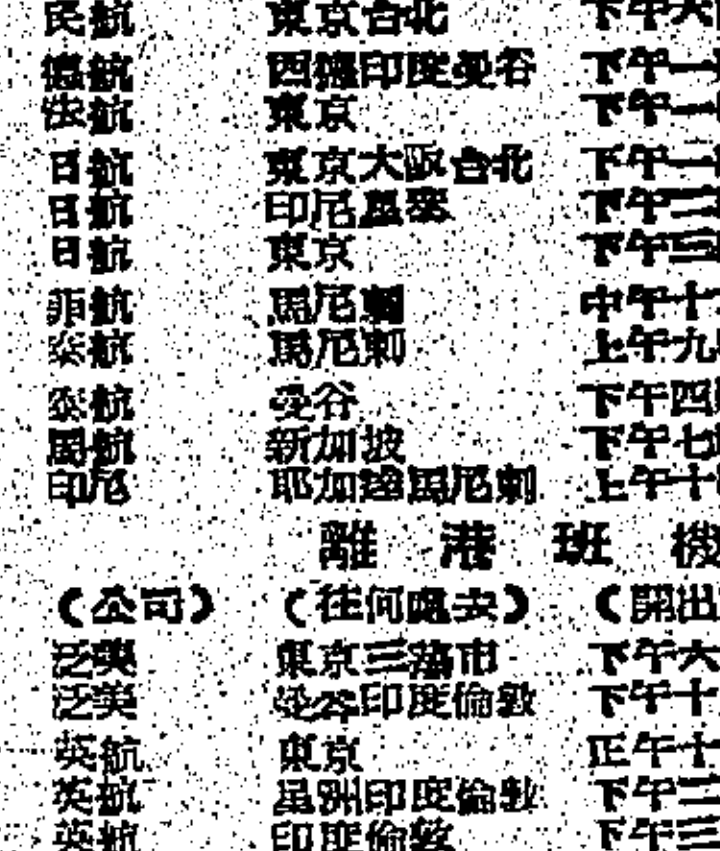 民航 東京台北 下午六
德航 西德印度曼谷 下午一
法航 東京 下午一
日航 東京大阪台北 下午一
日航 印尼星 下午二
日航 東京 下午三
菲航 馬尼剌 中午十
泰航 馬尼剌 上午九
泰航 曼谷 下午四
馬航 新加坡 下午七
印尼 耶加達馬尼剌 上午十
離港班機
(公司) (往何處去) (開出
泛美 東京三藩市 下午六
泛美 曼谷印度倫敦 下午十
英航 東京 正午十
英航 星洲印度倫敦 下午二
英航 印度倫敦 下午三